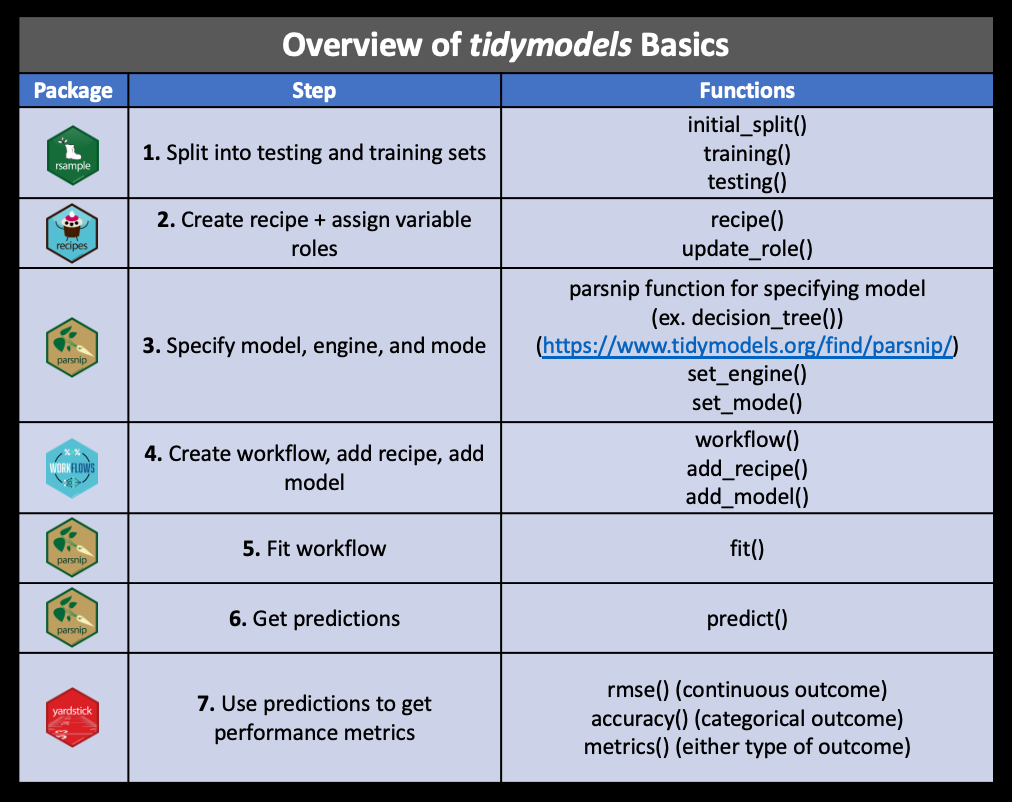 Overview of tidymodels Basics
Package Step Functions
rsample
1. Split into testing and training sets
initial_split()
training()
testing()
recipes
2. Create recipe + assign variable
roles
recipe()
update_role()
parsnip
3. Specify model, engine, and mode
parsnip function for specifying model
(ex. decision_tree())
(https://www.tidymodels.org/find/parsnip/)
set_engine()
set_mode()
WORKFLOWS
4. Create workflow, add recipe, add
model
workflow()
add_recipe()
add_model()
parsnip
5. Fit workflow
fit()
parsnip
6. Get predictions
predict()
yardstick
7. Use predictions to get
performance metrics
rmse() (continuous outcome)
accuracy() (categorical outcome)
metrics() (either type of outcome)